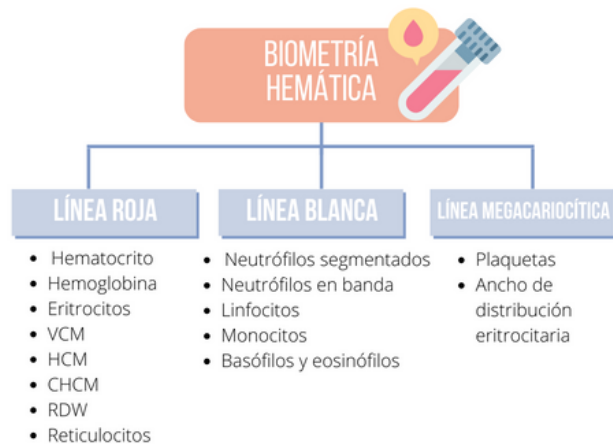 BIOMETRÍA
HEMÁTICA
LÍNEA ROJA
• Hematocrito
• Hemoglobina
• Eritrocitos
• VCM
• HCM
• CHCM
• RDW
• Reticulocitos
LÍNEA BLANCA
• Neutrófilos segmentados
• Neutrófilos en banda
• Linfocitos
• Monocitos
• Basófilos y eosinófilos
LÍNEA MEGACARIOCÍTICA
• Plaquetas
• Ancho de
distribución
eritrocitaria